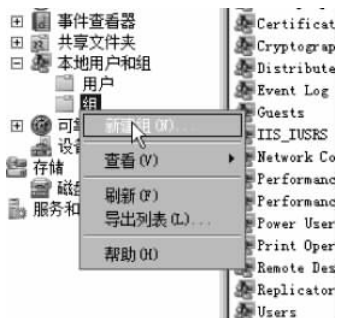 事件查看器
共享文件夹
本地用户和组
用户
组
新建组(N)...
查看(V)
刷新(F)
导出列表(L)...
帮助(H)
存储
服务和
Certificat
Cryptograp
Distribute
Event Log
Guests
IIS_IUSRS
Network Co
Performanc
Performanc
Power User
Print Oper
Remote Des
Replicator
Users